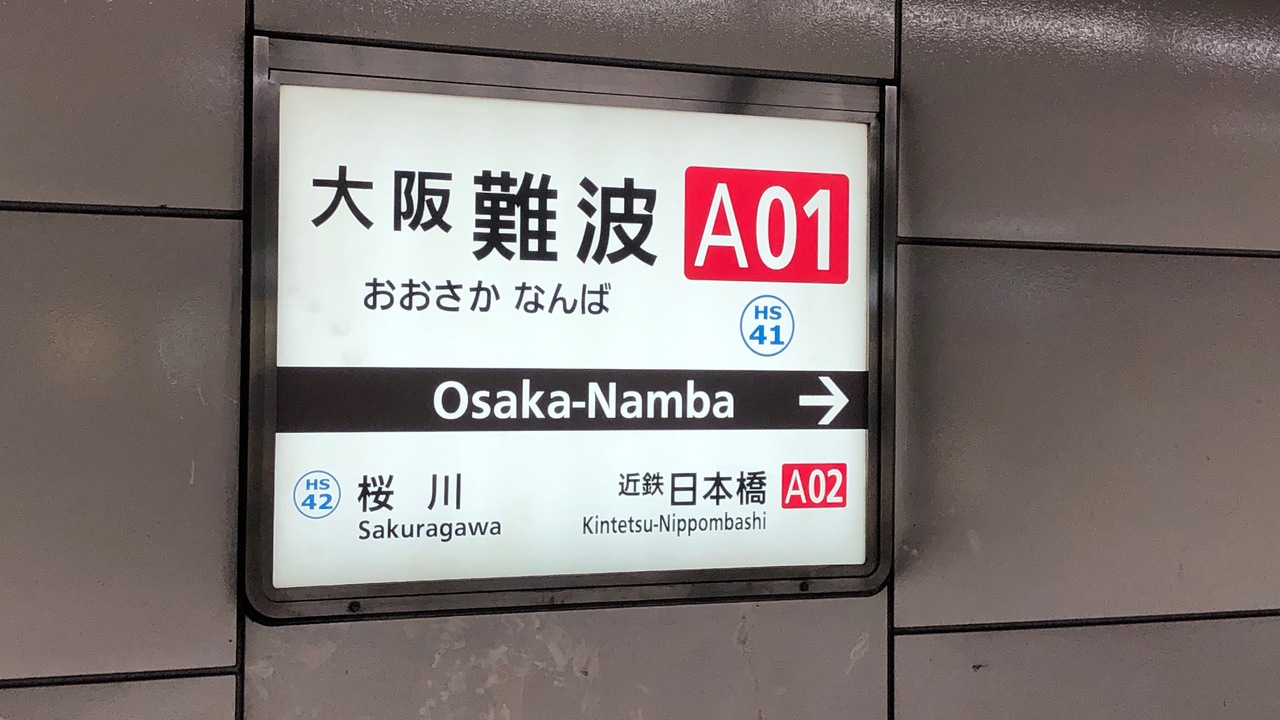 大阪難波 A01
おおさか なんば
HS 41
Osaka-Namba →
HS 42 桜川 近鉄日本橋 A02
Sakuragawa Kintetsu-Nippombashi